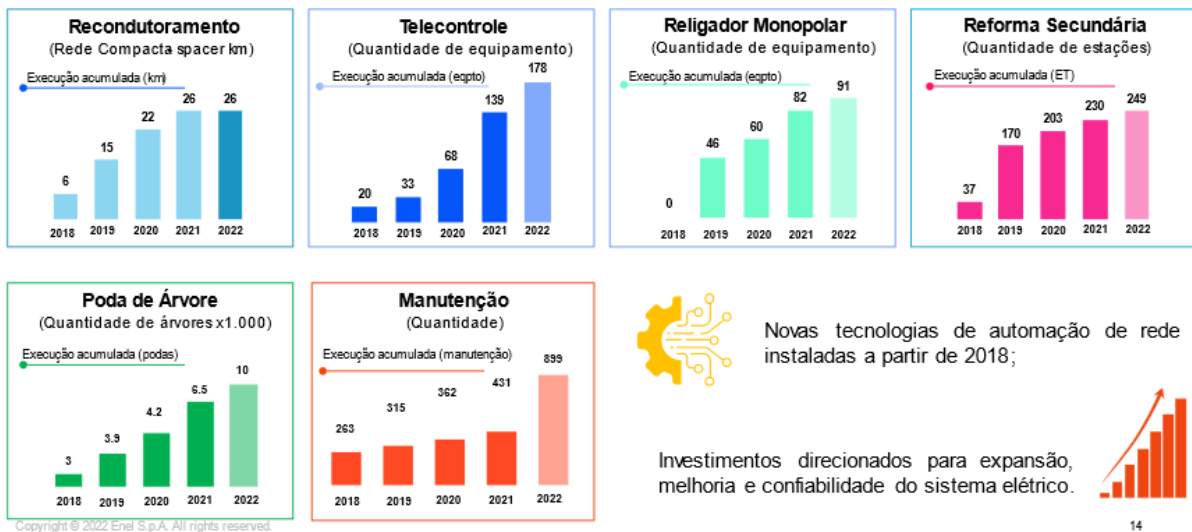 Recondutoramento
(Rede Compacta spacer km)
Execução acumulada (km)
6
15
22
26
26
2018
2019
2020
2021
2022
Telecontrole
(Quantidade de equipamento)
Execução acumulada (eqpto)
20
33
68
139
178
2018
2019
2020
2021
2022
Religador Monopolar
(Quantidade de equipamento)
Execução acumulada (eqpto)
0
46
60
82
91
2018
2019
2020
2021
2022
Reforma Secundária
(Quantidade de estações)
Execução acumulada (ET)
37
170
203
230
249
2018
2019
2020
2021
2022
Poda de Árvore
(Quantidade de árvores x1.000)
Execução acumulada (podas)
3
3.9
4.2
6.5
10
2018
2019
2020
2021
2022
Manutenção
(Quantidade)
Execução acumulada (manutenção)
263
315
362
431
899
2018
2019
2020
2021
2022
Novas tecnologias de automação de rede
instaladas a partir de 2018;
Investimentos direcionados para expansão,
melhoria e confiabilidade do sistema elétrico.
Copyright © 2022 Enel S.p.A. All rights reserved.
14